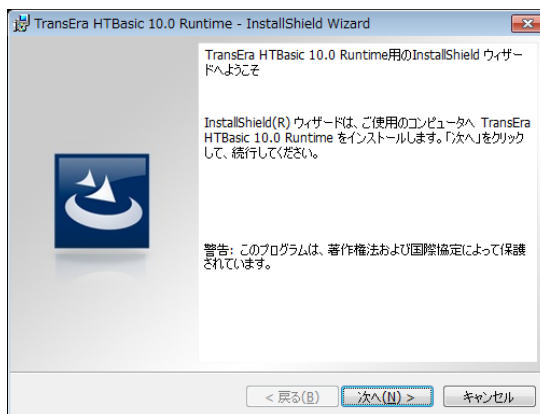 TransEra HTBasic 10.0 Runtime - InstallShield Wizard
TransEra HTBasic 10.0 Runtime用のInstallShield ウィザー
ドへようこそ
InstallShield(R) ウィザードは、ご使用のコンピュータへ TransEra
HTBasic 10.0 Runtime をインストールします。「次へ」をクリック
して、続行してください。
警告: このプログラムは、著作権法および国際協定によって保護
されています。
< 戻る(B) 次へ(N) > キャンセル